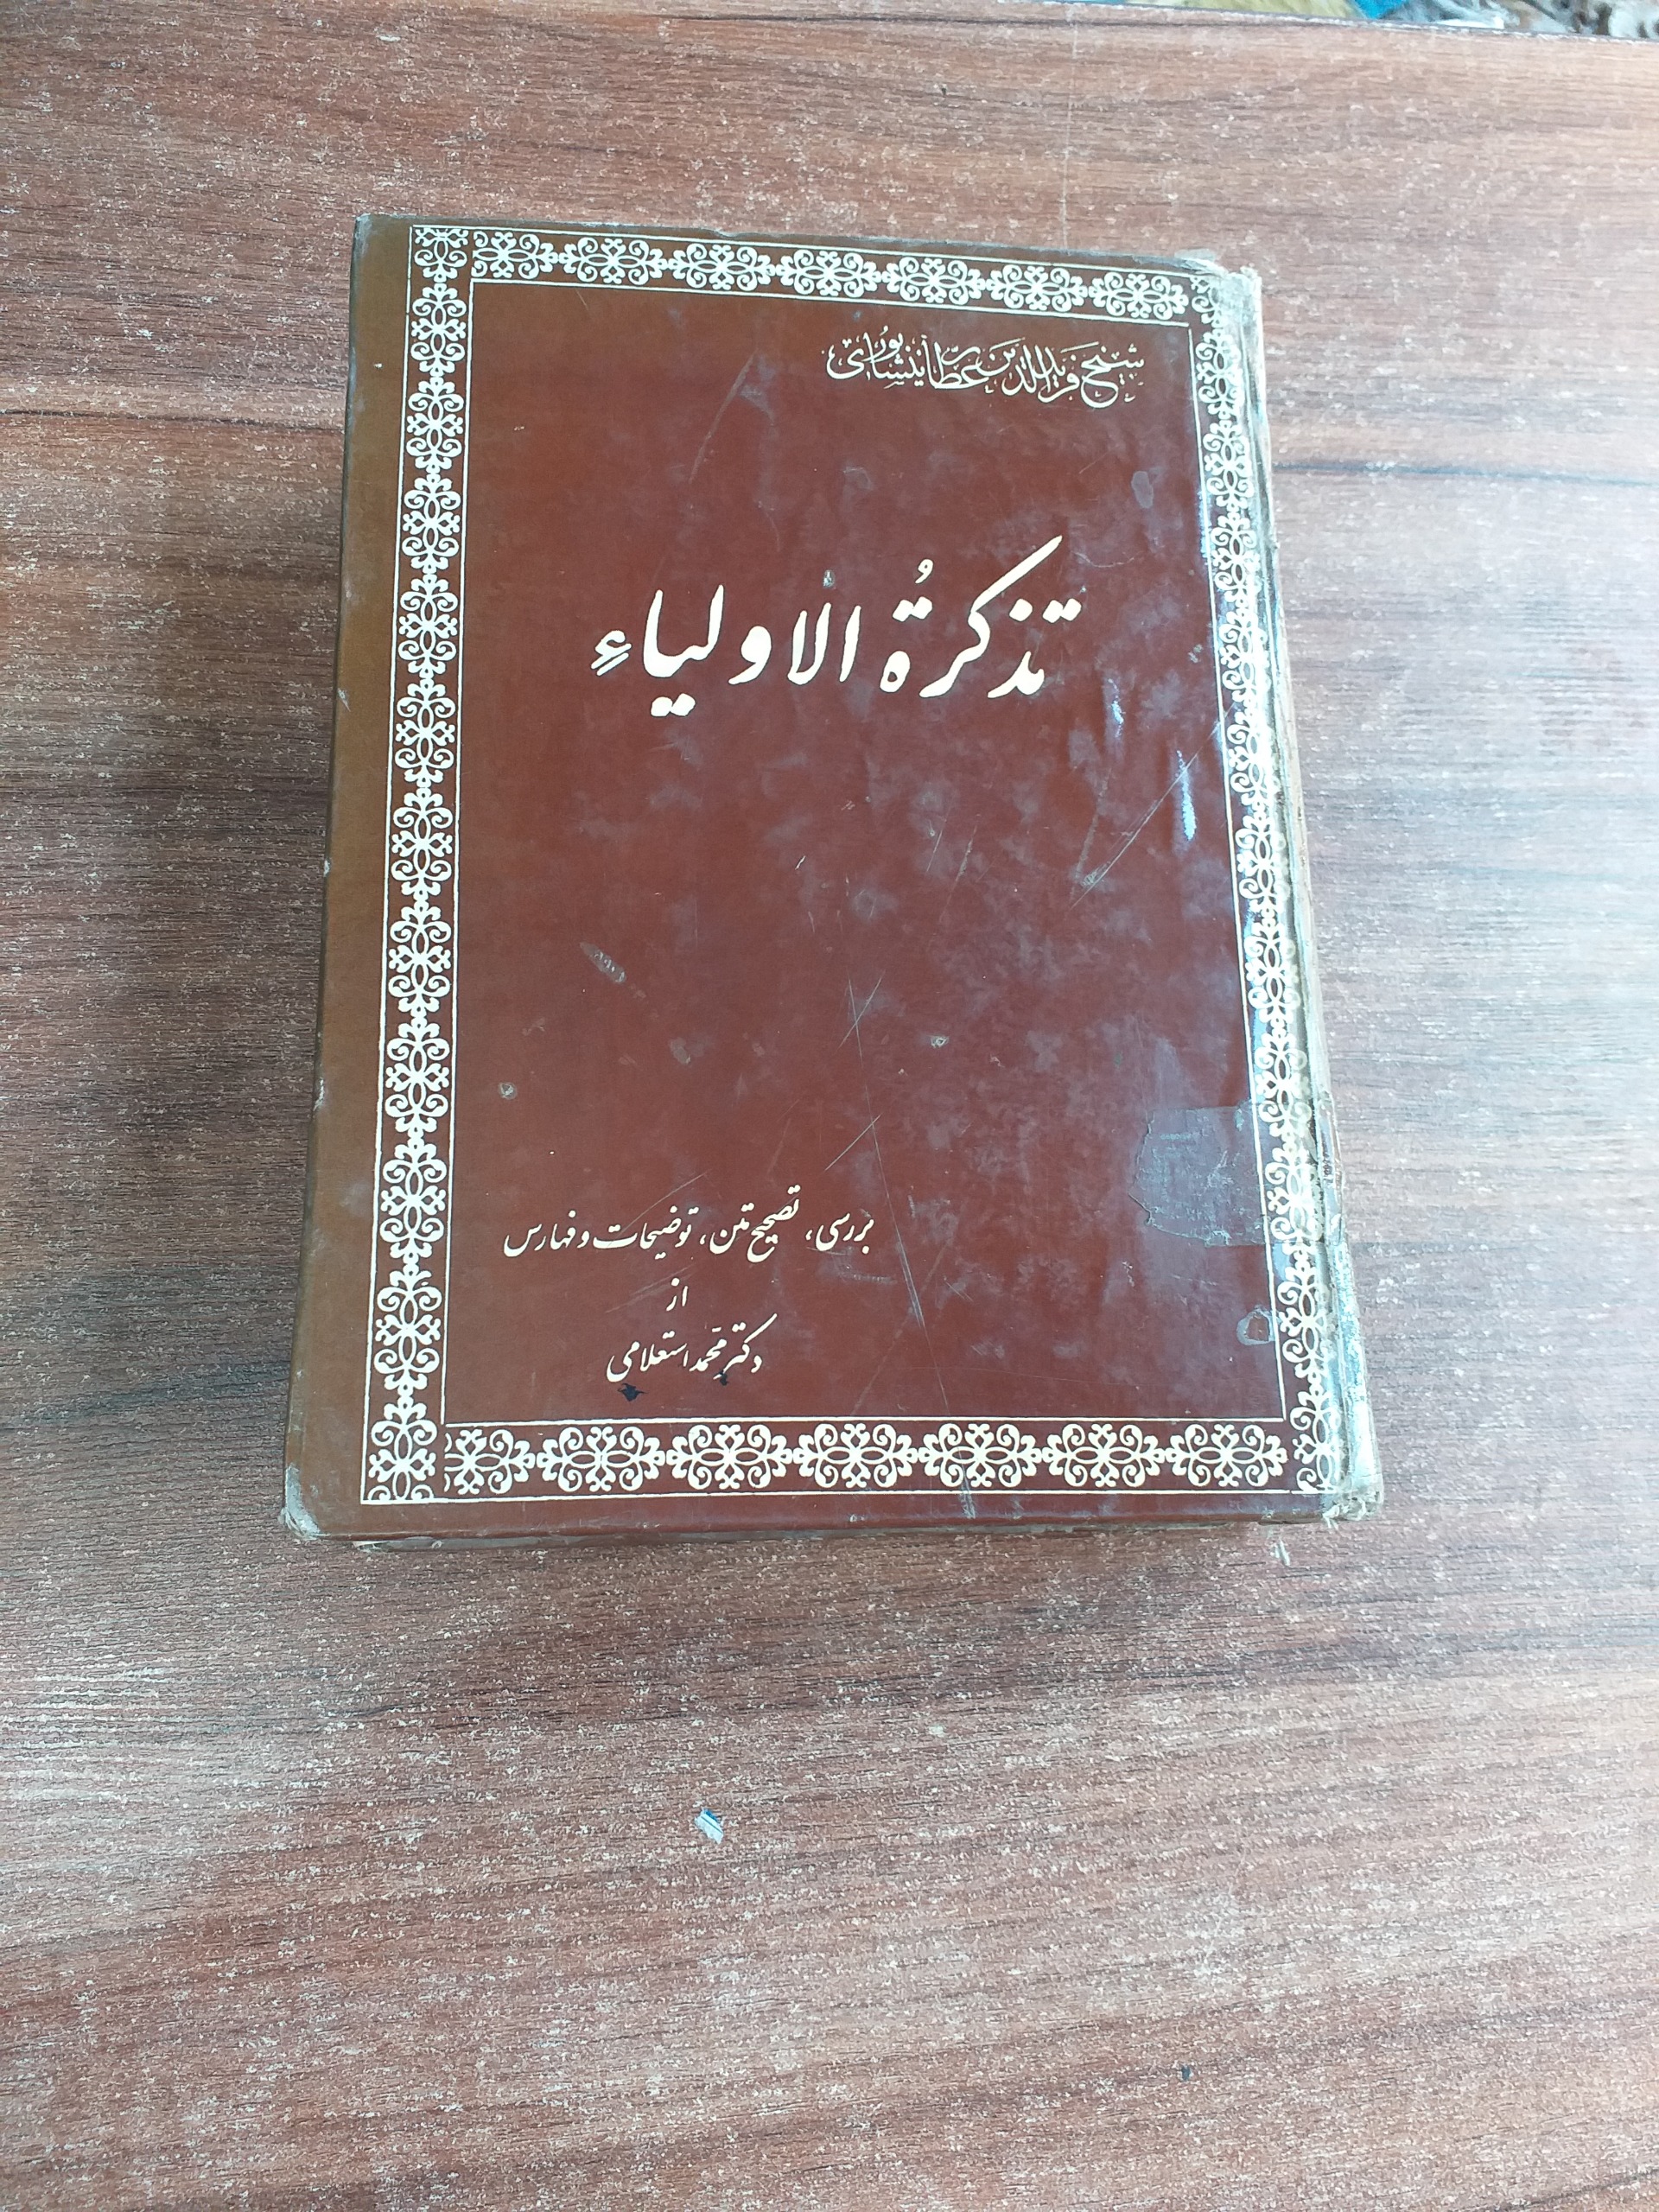 شیخ فریدالدین عطار نیشابوری
تذکرةُ الاولیاءِ
بررسی، تصحیح متن، توضیحات و فهارس
از
دکتر محمد استعلامی